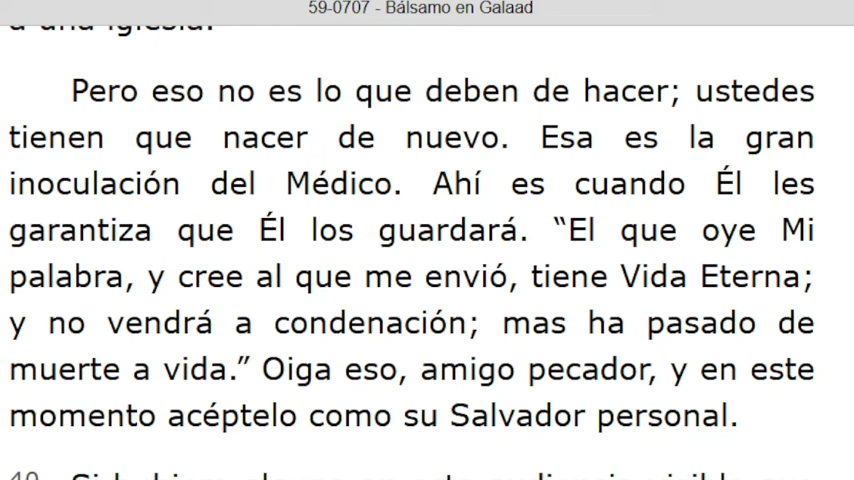 59-0707 - Bálsamo en Galaad
a una iglesia.
Pero eso no es lo que deben de hacer; ustedes
tienen que nacer de nuevo. Esa es la gran
inoculación del Médico. Ahí es cuando Él les
garantiza que Él los guardará. “El que oye Mi
palabra, y cree al que me envió, tiene Vida Eterna;
y no vendrá a condenación; mas ha pasado de
muerte a vida.” Oiga eso, amigo pecador, y en este
momento acéptelo como su Salvador personal.
40